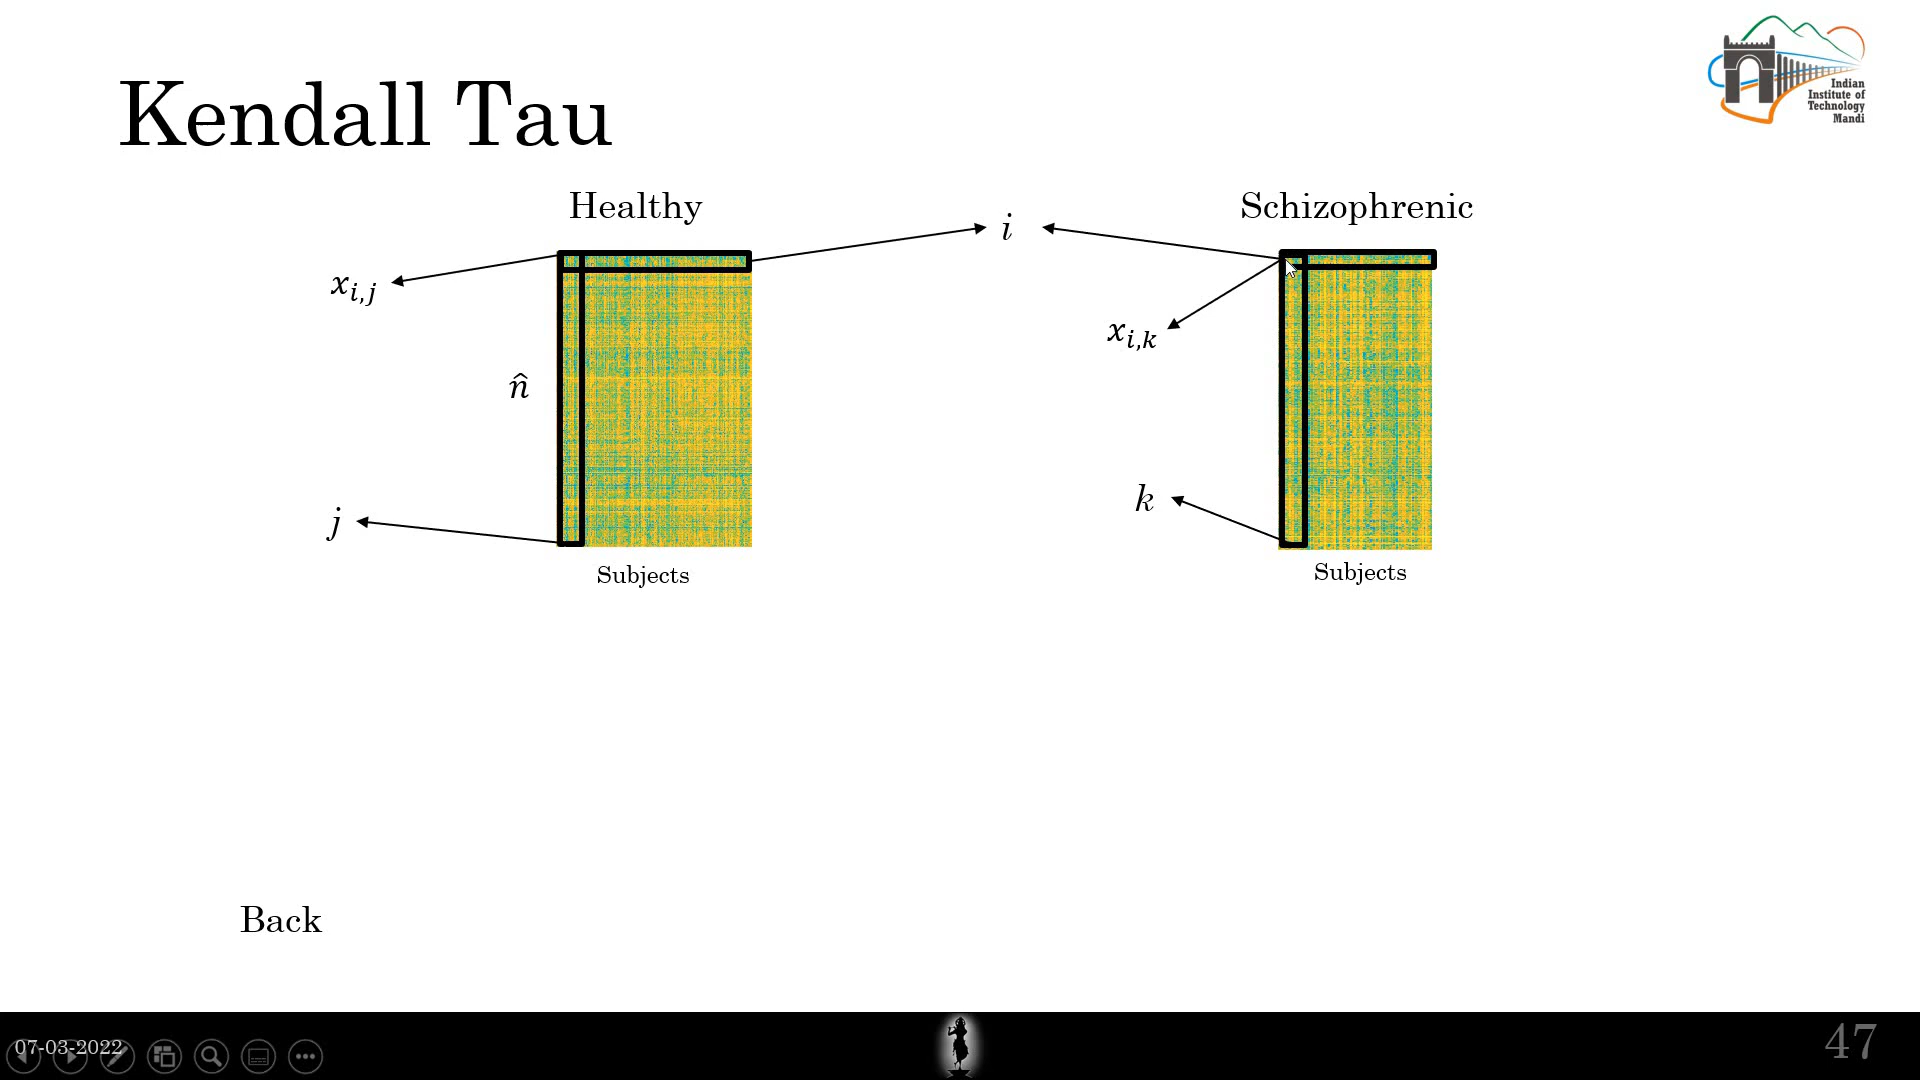 Indian
Institute of
Technology
Mandi
Kendall Tau
Healthy
Schizophrenic
i
x_{i,j}
x_{i,k}
n̂
k
j
Subjects
Subjects
Back
07-03-2022
47